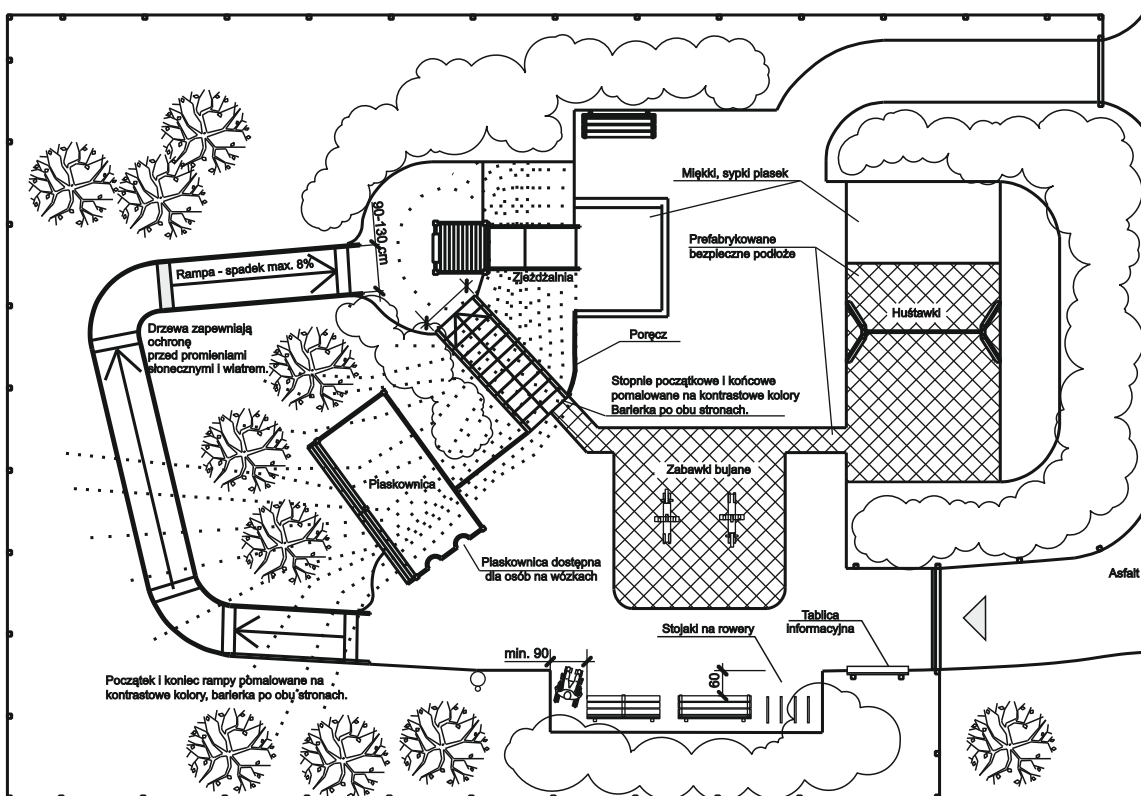 90-130 cm
Miękki, sypki piasek
Rampa - spadek max. 8%
Zjeżdżalnia
Prefabrykowane
bezpieczne podłoże
Huśtawki
Drzewa zapewniają
ochronę
przed promieniami
słonecznymi i wiatrem.
Poręcz
Stopnie początkowe i końcowe
pomalowane na kontrastowe kolory
Barierka po obu stronach.
Zabawki bujane
Piaskownica
Piaskownica dostępna
dla osób na wózkach
Asfalt
Tablica
informacyjna
Stojaki na rowery
min. 90
60
Początek i koniec rampy pomalowane na
kontrastowe kolory, barierka po obu stronach.